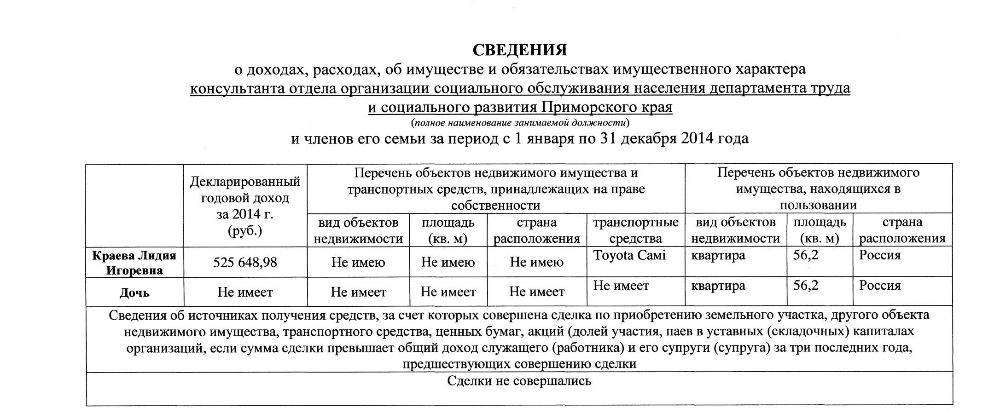 СВЕДЕНИЯ
о доходах, расходах, об имуществе и обязательствах имущественного характера
консультанта отдела организации социального обслуживания населения департамента труда
и социального развития Приморского края
(полное наименование занимаемой должности)
и членов его семьи за период с 1 января по 31 декабря 2014 года
Декларированный
годовой доход
за 2014 г.
(руб.)
Перечень объектов недвижимого имущества и
транспортных средств, принадлежащих на праве
собственности
Перечень объектов недвижимого
имущества, находящихся в
пользовании
вид объектов
недвижимости
площадь
(кв. м)
страна
расположения
транспортные
средства
вид объектов
недвижимости
площадь
(кв. м)
страна
расположения
Краева Лидия
Игоревна
525 648,98
Не имею
Не имею
Не имею
Toyota Cami
квартира
56,2
Россия
Дочь
Не имеет
Не имеет
Не имеет
Не имеет
Не имеет
квартира
56,2
Россия
Сведения об источниках получения средств, за счет которых совершена сделка по приобретению земельного участка, другого объекта
недвижимого имущества, транспортного средства, ценных бумаг, акций (долей участия, паев в уставных (складочных) капиталах
организаций, если сумма сделки превышает общий доход служащего (работника) и его супруги (супруга) за три последних года,
предшествующих совершению сделки
Сделки не совершались